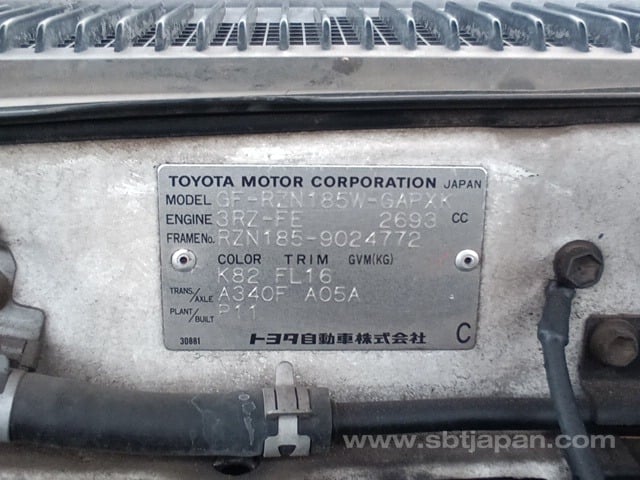 TOYOTA MOTOR CORPORATION JAPAN
MODEL GF-RZN185W-GAPXK
ENGINE 3RZ-FE 2693 CC
FRAME No. RZN185-9024772
COLOR TRIM GVM(KG)
K82 FL16
TRANS./AXLE A340F A05A
PLANT/BUILT P11
30881 トヨタ自動車株式会社 C
www.sbtjapan.com